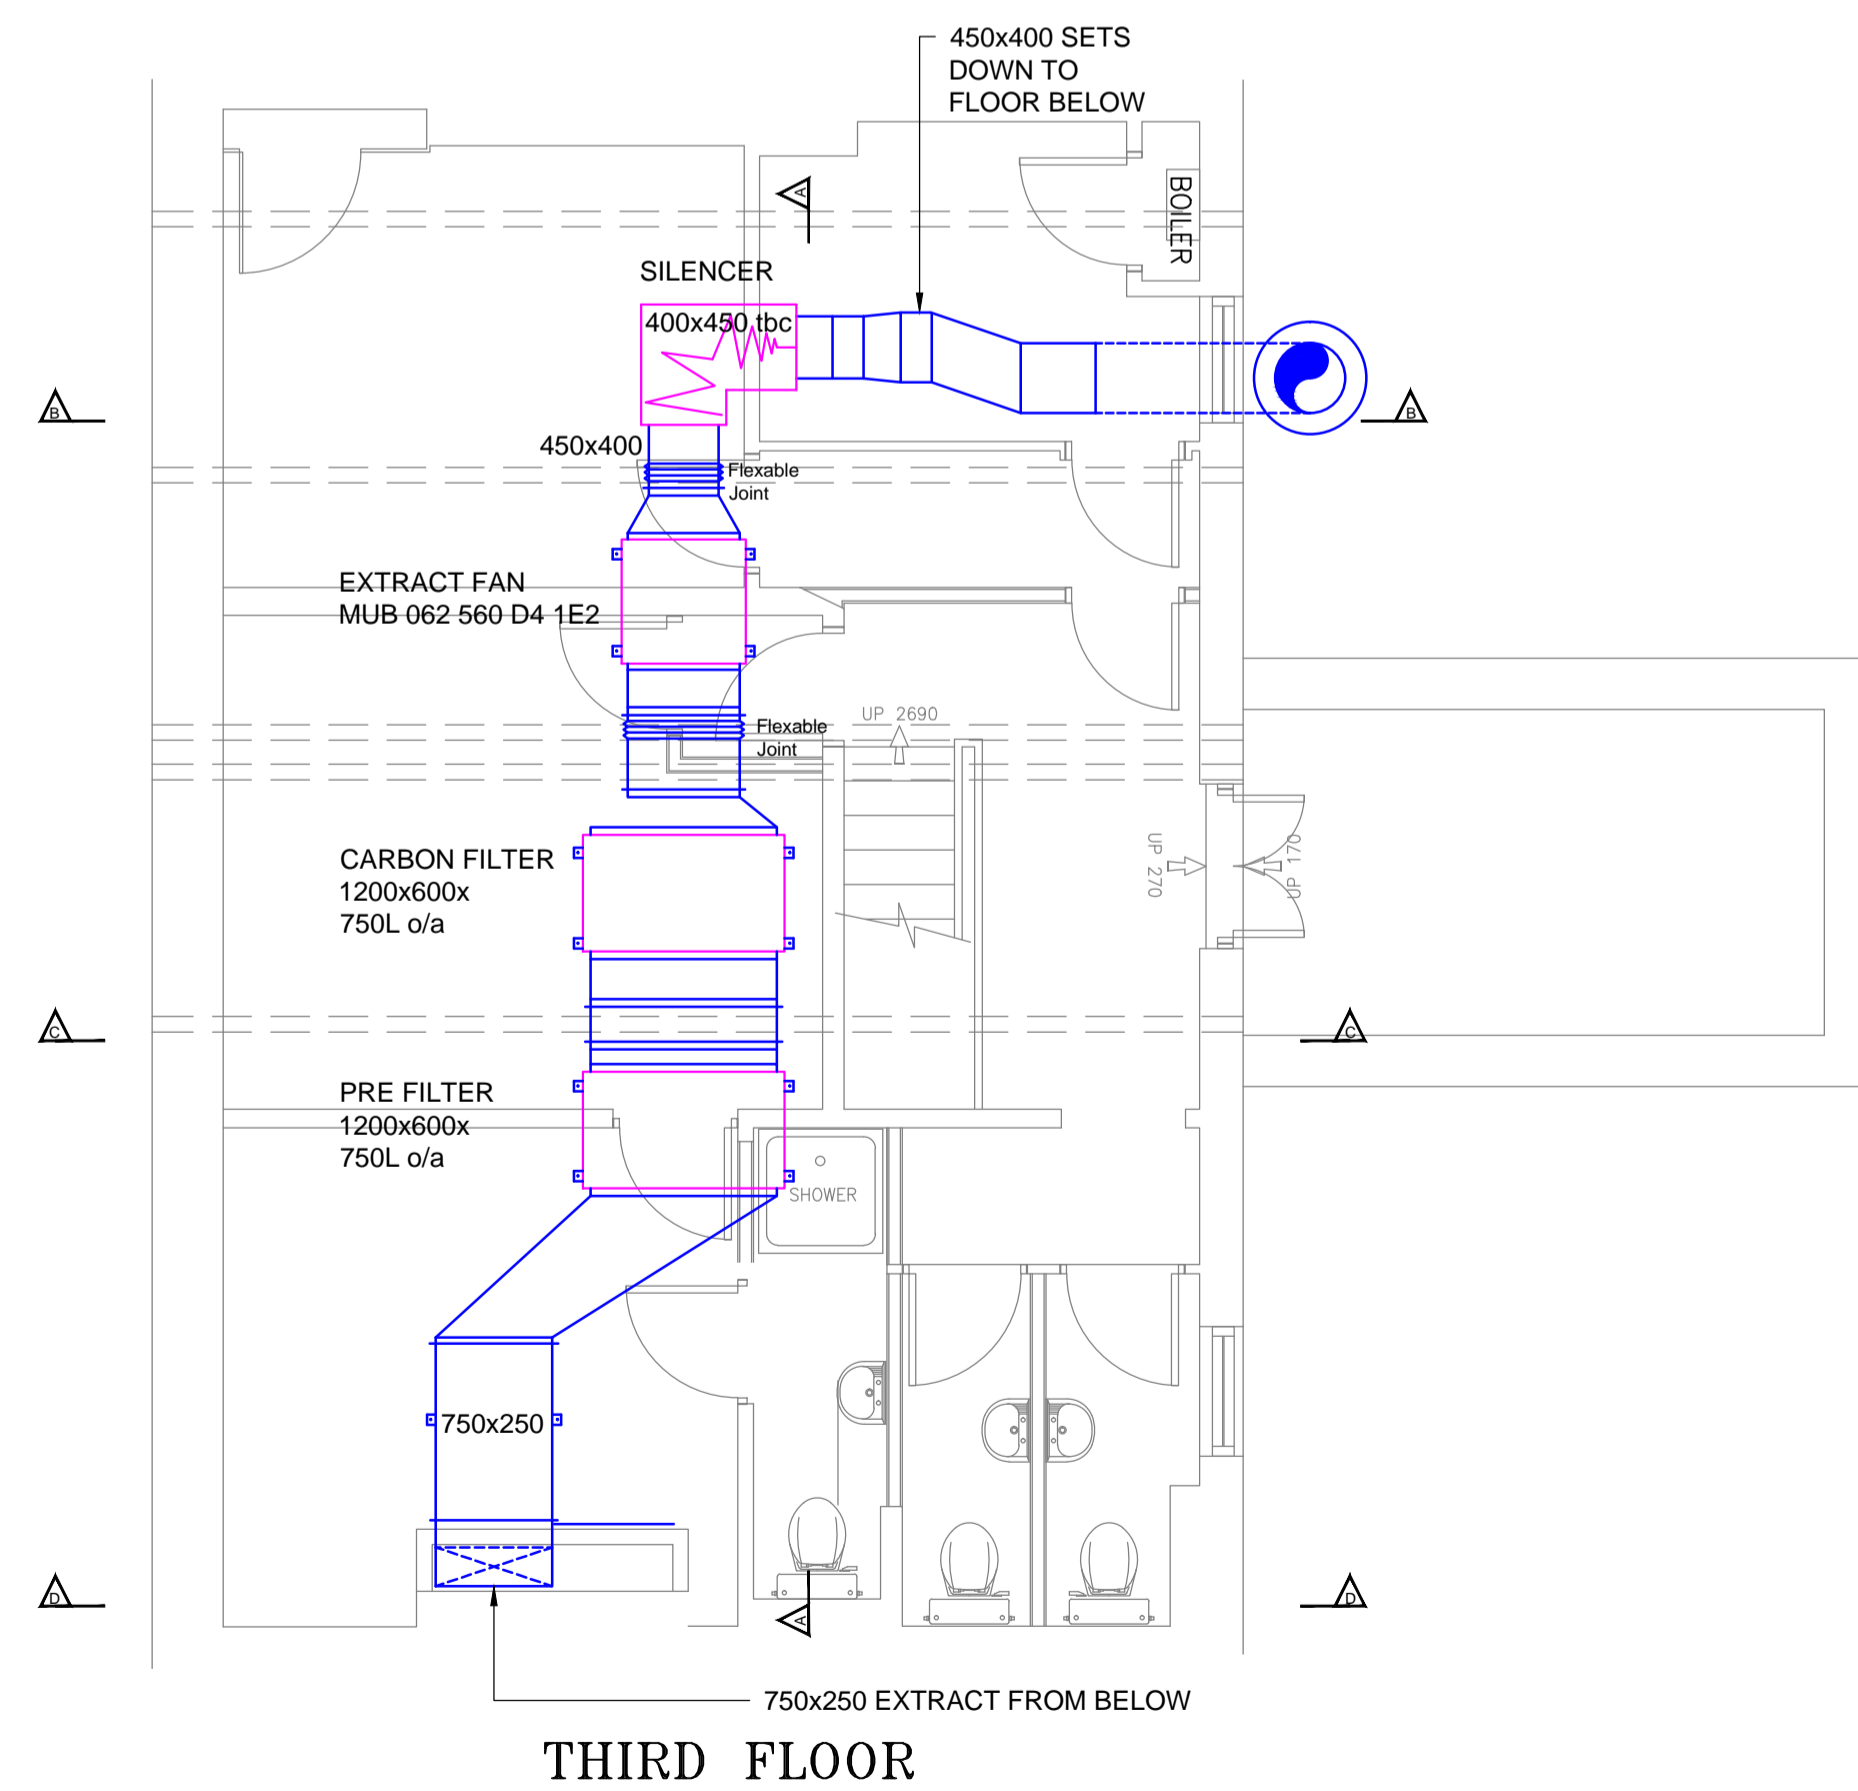 450x400 SETS
DOWN TO
FLOOR BELOW
A
BOILER
SILENCER
400x450 tbc
B
B
450x400
Flexable
Joint
EXTRACT FAN
MUB 062 560 D4 1E2
UP 2690
Flexable
Joint
CARBON FILTER
1200x600x
750L o/a
UP 270
UP 170
C
C
PRE FILTER
1200x600x
750L o/a
SHOWER
750x250
D
D
A
750x250 EXTRACT FROM BELOW
THIRD FLOOR